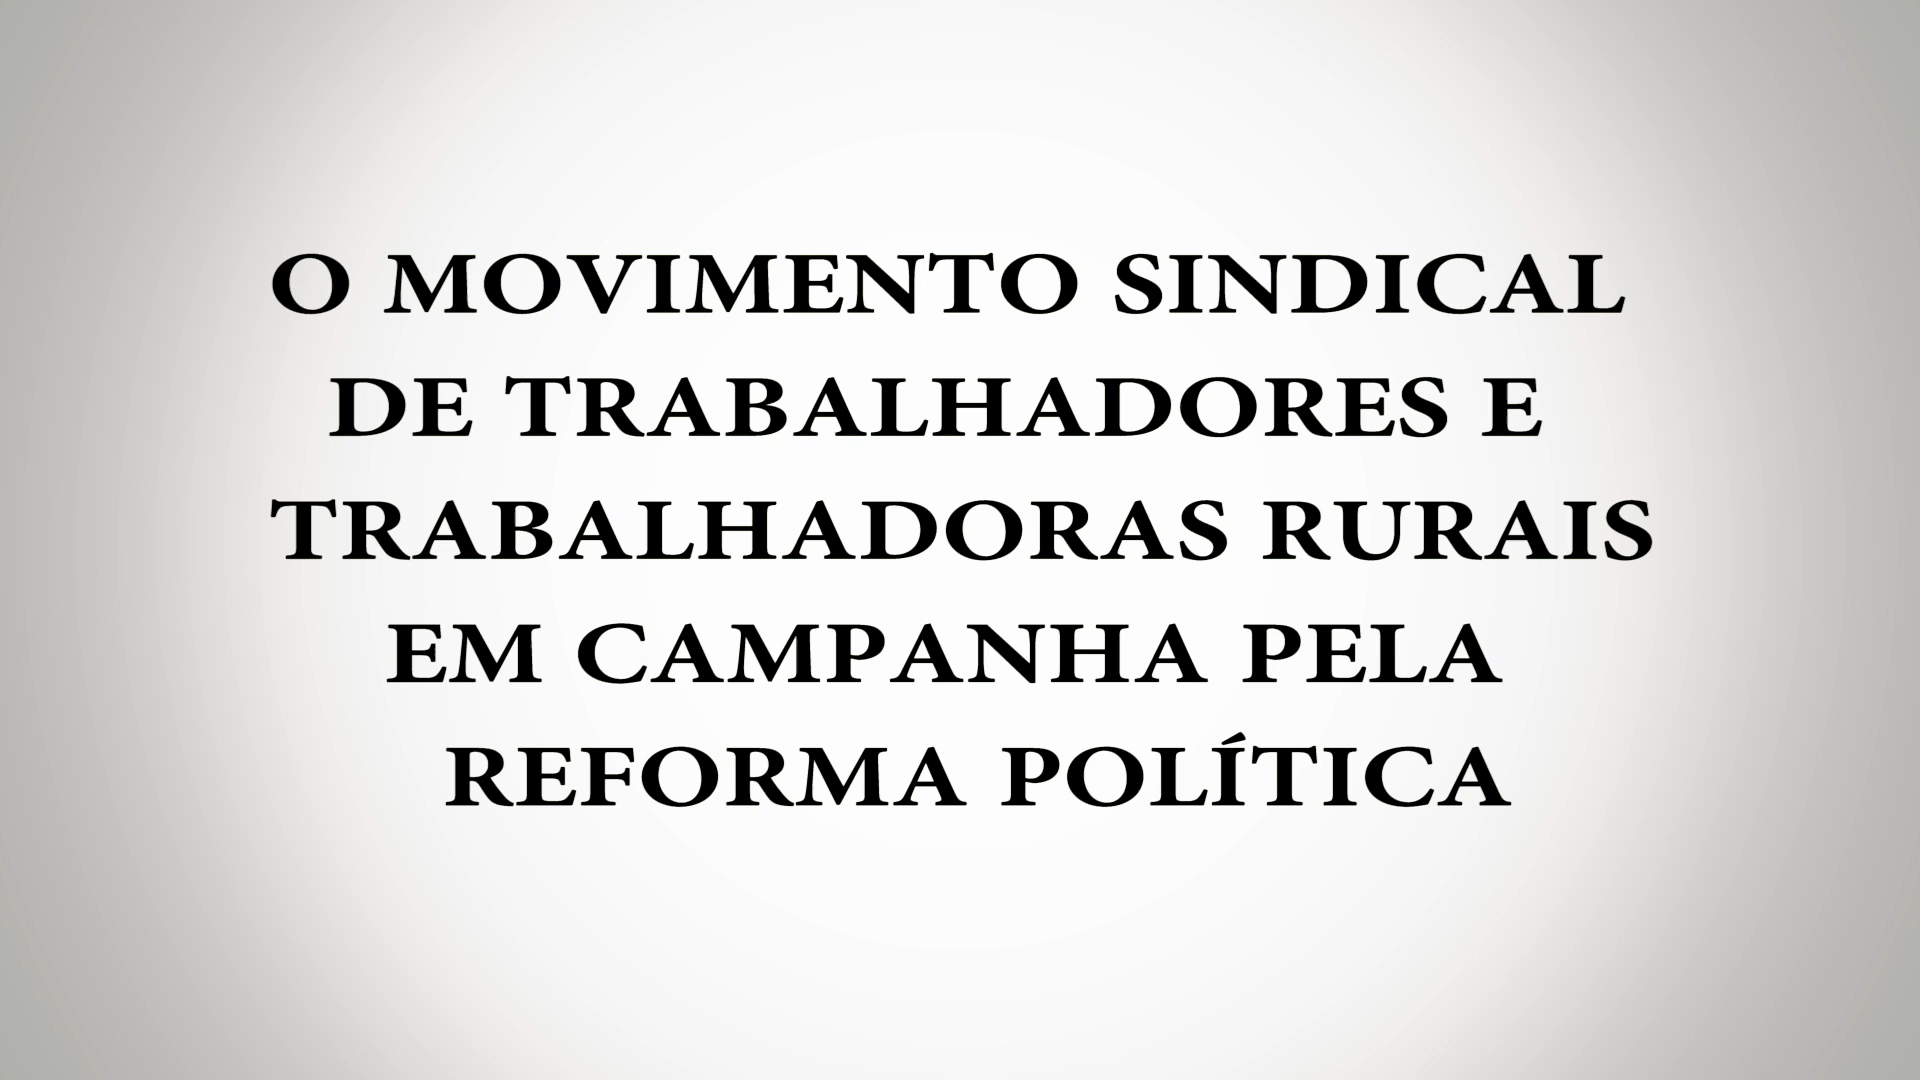 O MOVIMENTO SINDICAL
DE TRABALHADORES E
TRABALHADORAS RURAIS
EM CAMPANHA PELA
REFORMA POLÍTICA